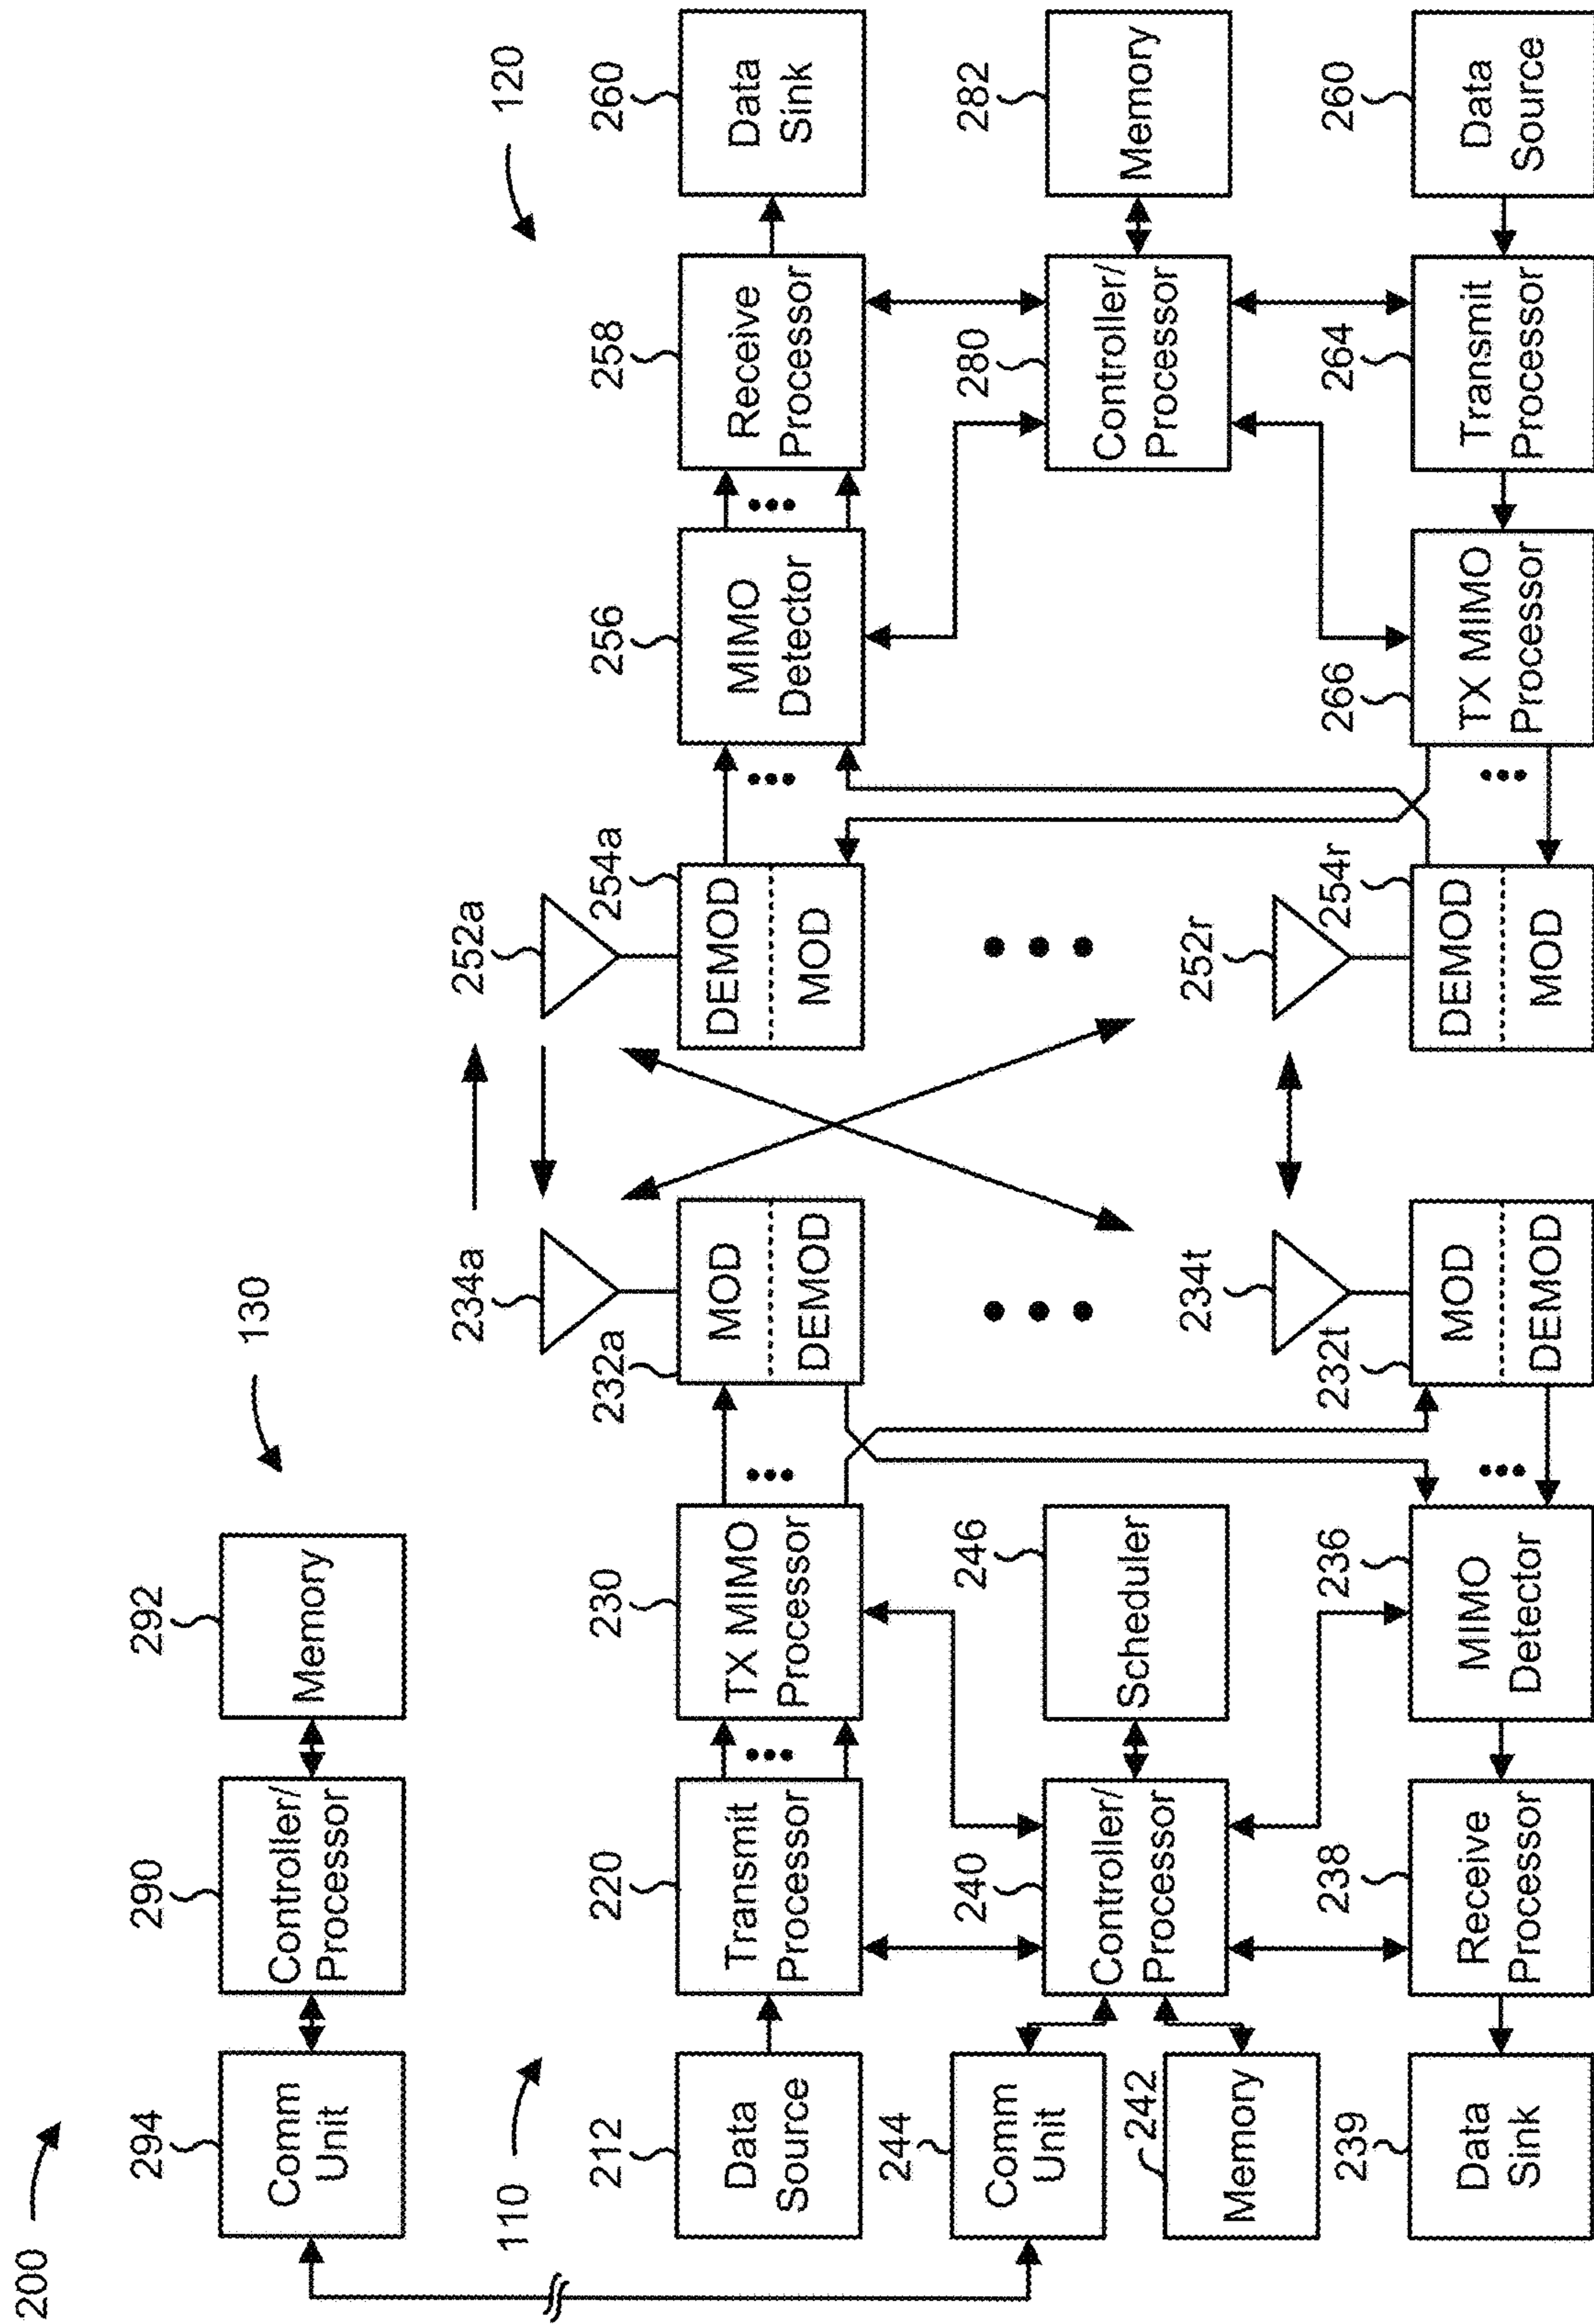 200
130
294
290
292
Comm
Unit
Controller/
Processor
Memory
110
120
234a
252a
212
220
230
232a
254a
256
258
260
Data
Source
Transmit
Processor
TX MIMO
Processor
MOD
DEMOD
DEMOD
MOD
MIMO
Detector
Receive
Processor
Data
Sink
244
240
246
280
282
Comm
Unit
Controller/
Processor
Scheduler
Controller/
Processor
Memory
242
Memory
234t
252r
239
238
236
232t
254r
266
264
260
Data
Sink
Receive
Processor
MIMO
Detector
MOD
DEMOD
DEMOD
MOD
TX MIMO
Processor
Transmit
Processor
Data
Source